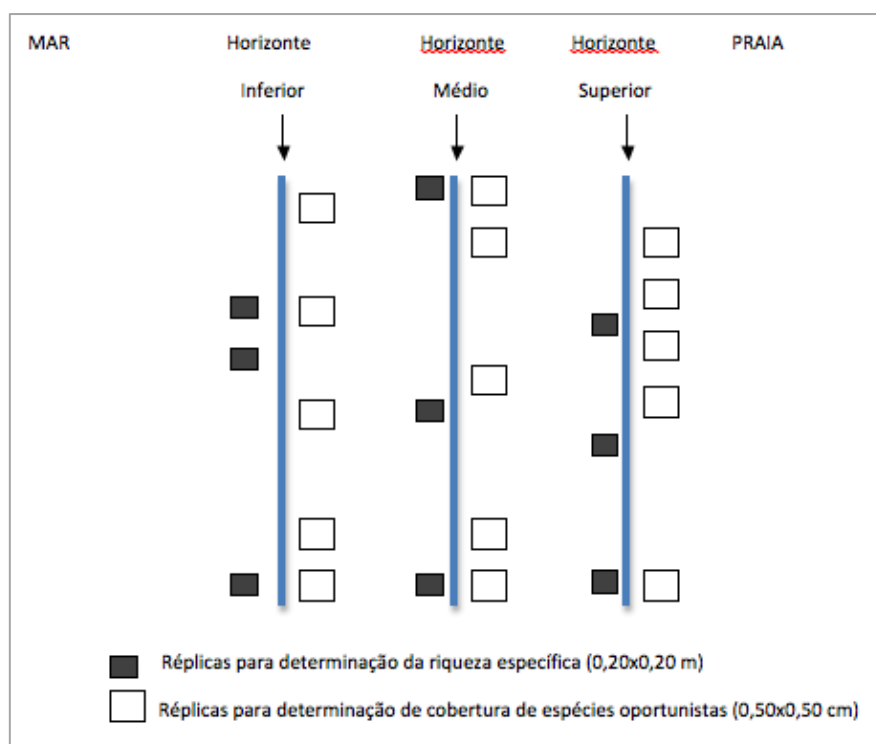 MAR Horizonte Horizonte Horizonte PRAIA
Inferior Médio Superior
Réplicas para determinação da riqueza específica (0,20x0,20 m)
Réplicas para determinação de cobertura de espécies oportunistas (0,50x0,50 cm)